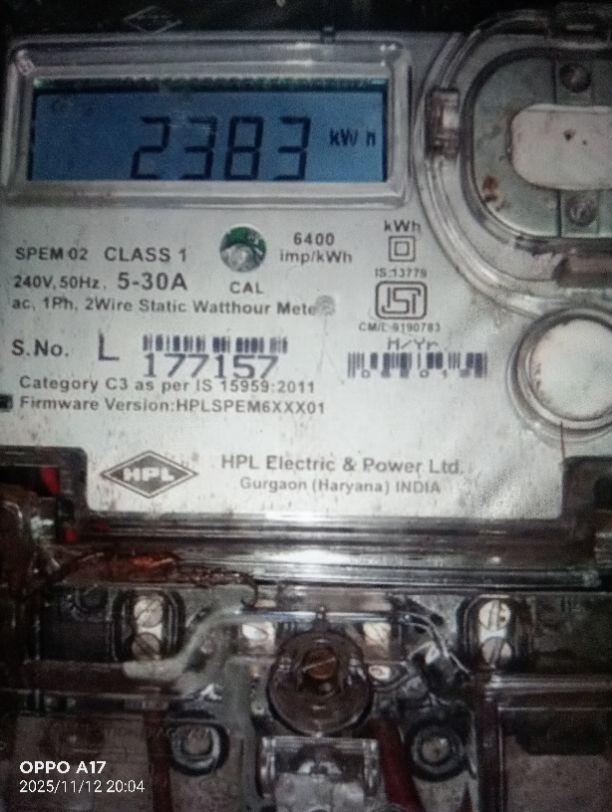 2383 kWh
SPEM 02 CLASS 1
6400
imp/kWh
CAL
240V, 50Hz, 5-30A
ac, 1Ph, 2Wire Static Watthour Meter
kWh
IS:13779
ISI
CM/L-9190783
M/Yr.
S.No. L 177157
Category C3 as per IS 15959:2011
Firmware Version:HPLSPEM6XXX01
HPL
HPL Electric & Power Ltd.
Gurgaon (Haryana) INDIA
OPPO A17
2025/11/12 20:04